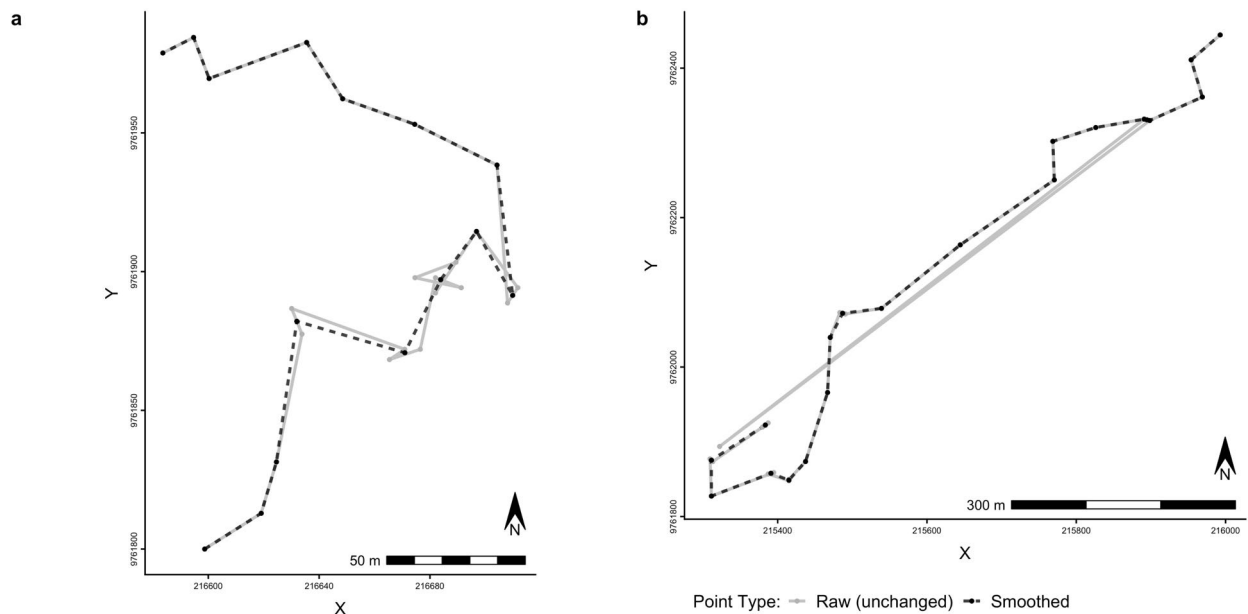 a
9761950
9761900
9761850
9761800
Y
N
50 m
216600
216640
216680
X
b
9762400
9762200
9762000
9761800
Y
N
300 m
215400
215600
215800
216000
X
Point Type: Raw (unchanged) Smoothed